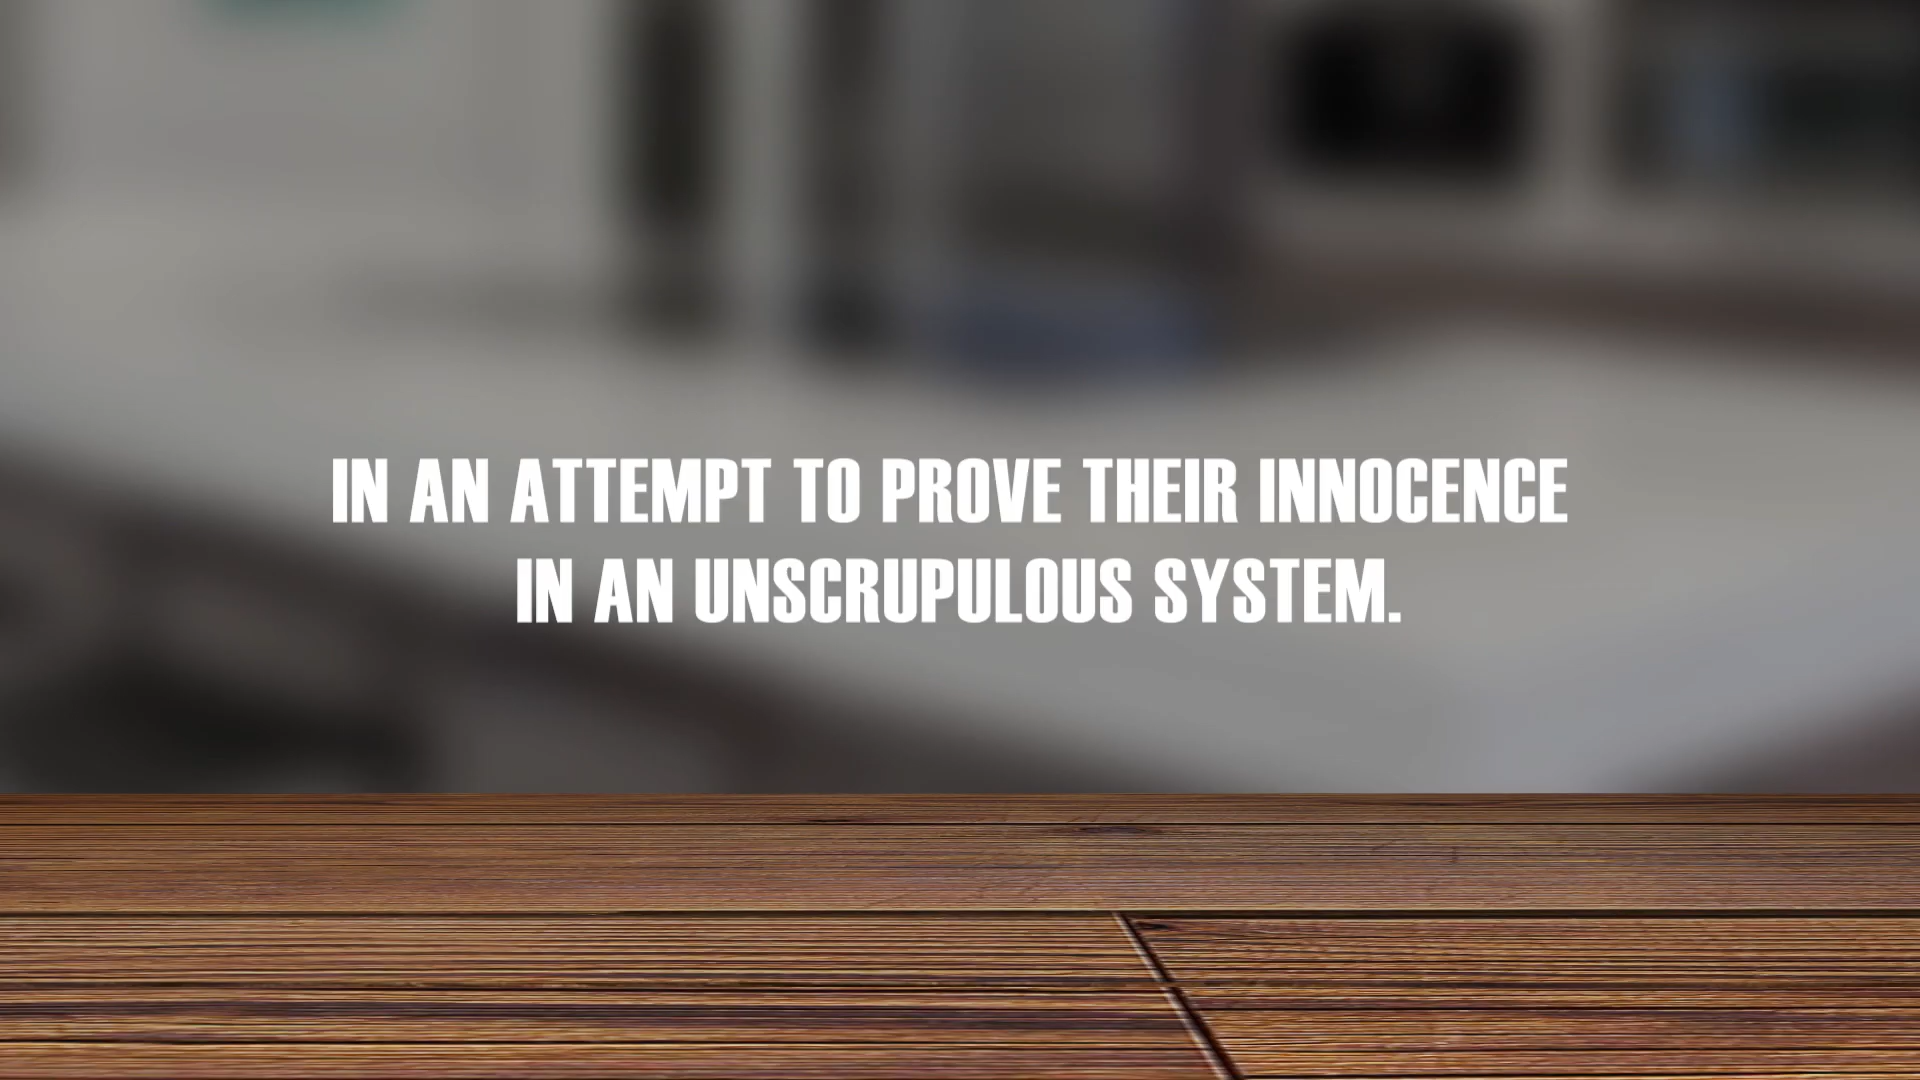 IN AN ATTEMPT TO PROVE THEIR INNOCENCE
IN AN UNSCRUPULOUS SYSTEM.